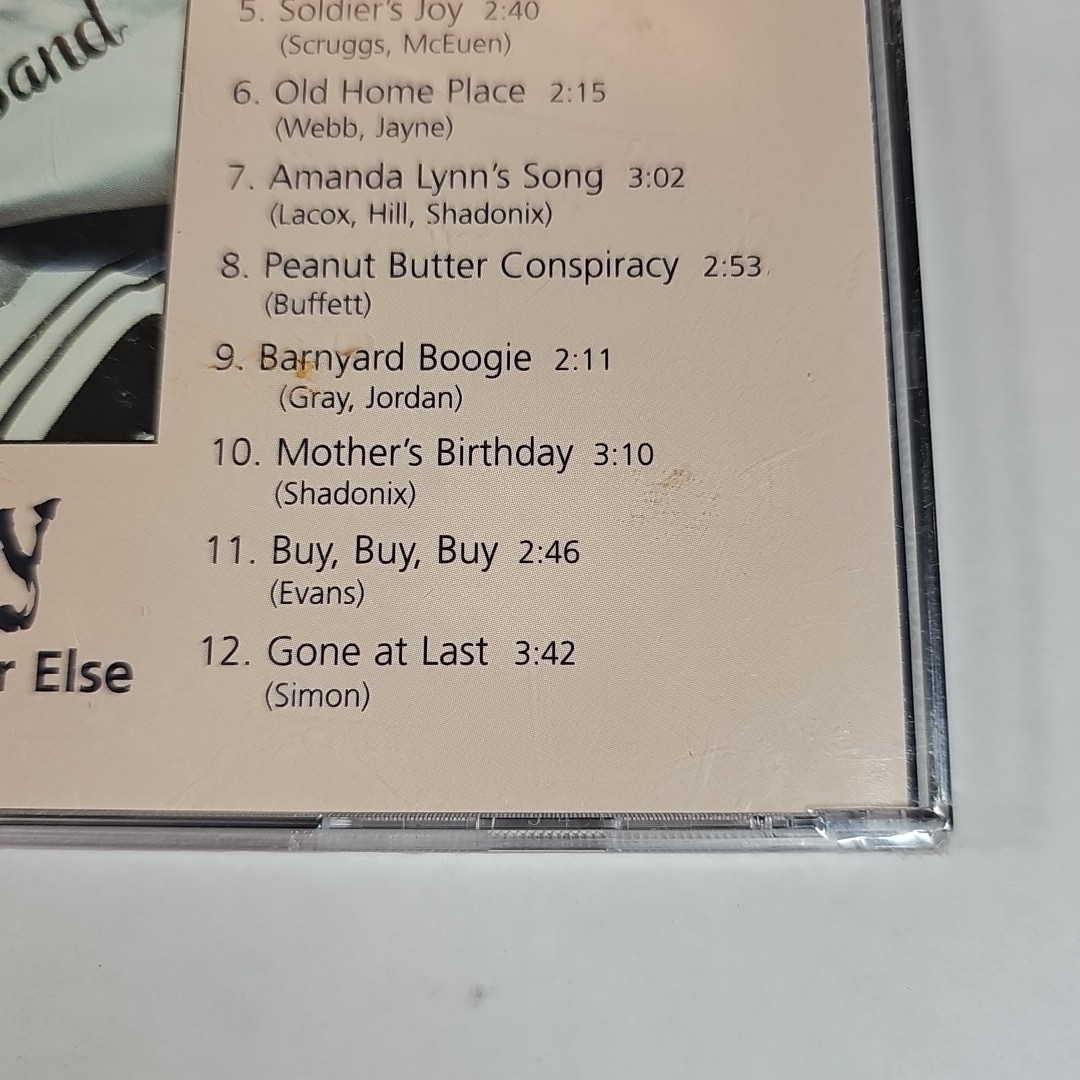 and
5. Soldier's Joy 2:40
(Scruggs, McEuen)
6. Old Home Place 2:15
(Webb, Jayne)
7. Amanda Lynn's Song 3:02
(Lacox, Hill, Shadonix)
8. Peanut Butter Conspiracy 2:53
(Buffett)
9. Barnyard Boogie 2:11
(Gray, Jordan)
10. Mother's Birthday 3:10
(Shadonix)
11. Buy, Buy, Buy 2:46
(Evans)
12. Gone at Last 3:42
(Simon)
y
r Else